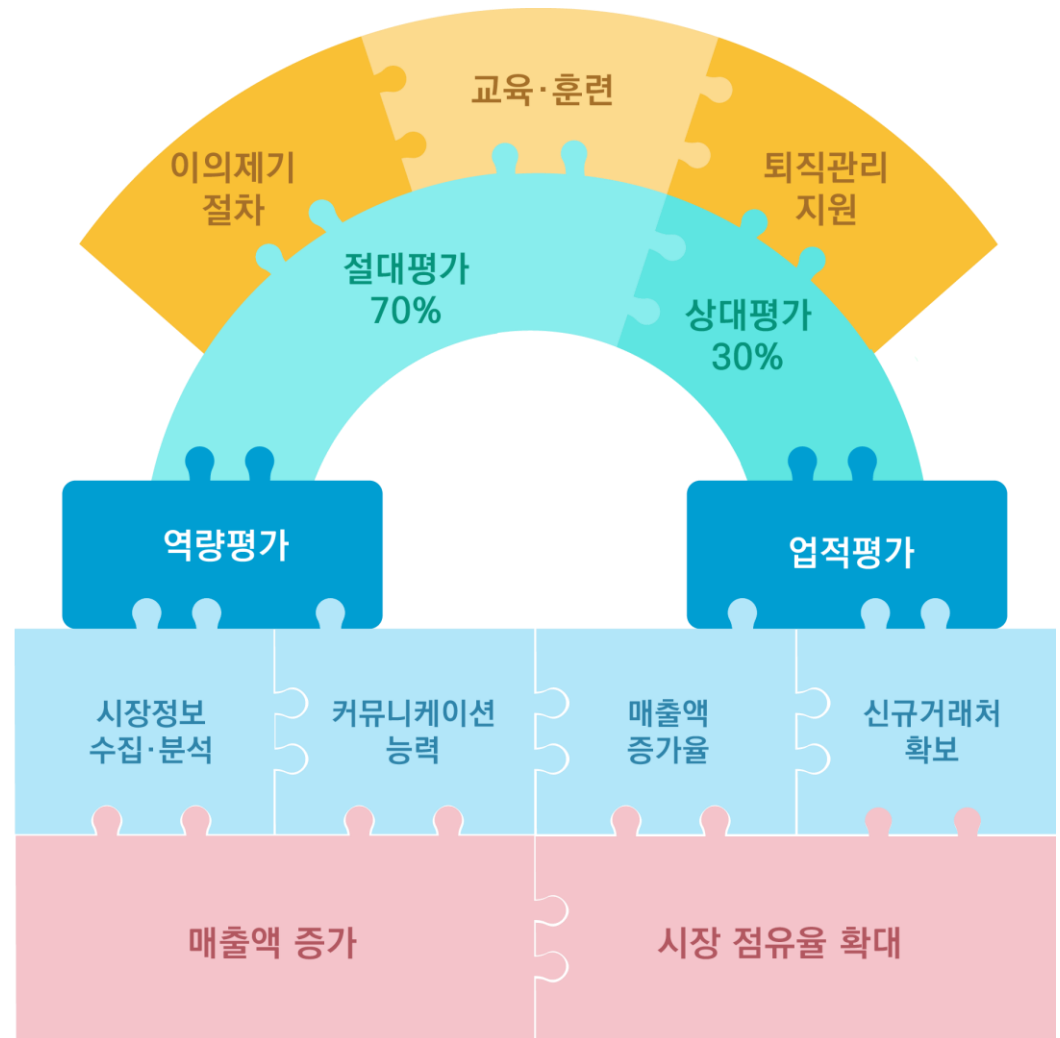 교육·훈련
이의제기
절차
퇴직관리
지원
절대평가
70%
상대평가
30%
역량평가
업적평가
시장정보
수집·분석
커뮤니케이션
능력
매출액
증가율
신규거래처
확보
매출액 증가
시장 점유율 확대